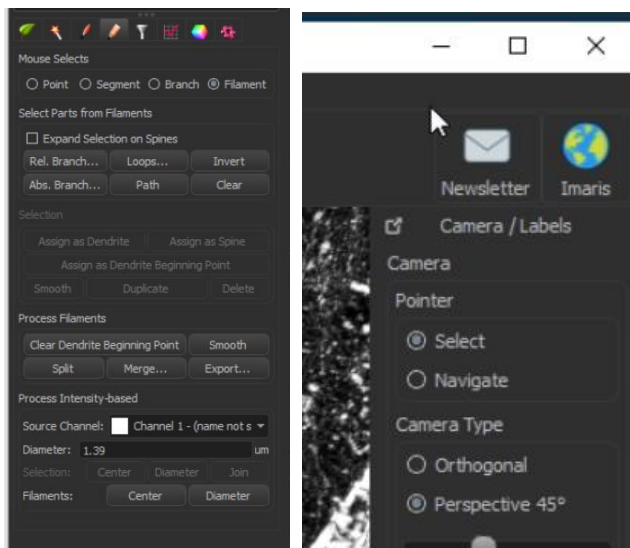 Mouse Selects
Point Segment Branch Filament
Select Parts from Filaments
Expand Selection on Spines
Rel. Branch... Loops... Invert
Abs. Branch... Path Clear
Selection
Assign as Dendrite Assign as Spine
Assign as Dendrite Beginning Point
Smooth Duplicate Delete
Process Filaments
Clear Dendrite Beginning Point Smooth
Split Merge... Export...
Process Intensity-based
Source Channel: Channel 1 - (name not s
Diameter: 1.39 um
Selection: Center Diameter Join
Filaments: Center Diameter
Newsletter Imaris
Camera / Labels
Camera
Pointer
Select
Navigate
Camera Type
Orthogonal
Perspective 45°